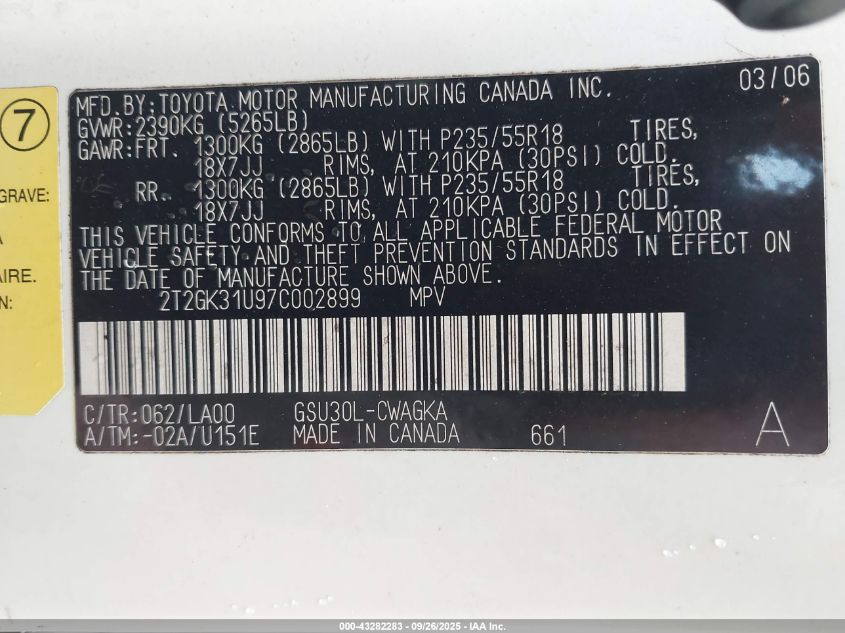 7
GRAVE:
AIRE.
N:
03/06
MFD.BY:TOYOTA MOTOR MANUFACTURING CANADA INC.
GVWR:2390KG (5265LB)
GAWR:FRT. 1300KG (2865LB) WITH P235/55R18 TIRES,
18X7JJ RIMS, AT 210KPA (30PSI) COLD.
RR. 1300KG (2865LB) WITH P235/55R18 TIRES,
18X7JJ RIMS, AT 210KPA (30PSI) COLD.
THIS VEHICLE CONFORMS TO ALL APPLICABLE FEDERAL MOTOR
VEHICLE SAFETY AND THEFT PREVENTION STANDARDS IN EFFECT ON
THE DATE OF MANUFACTURE SHOWN ABOVE.
2T2GK31U97C002899 MPV
C/TR:062/LA00 GSU30L-CWAGKA
A/TM:-02A/U151E MADE IN CANADA 661 A
000-43282283 - 09/26/2025 - IAA Inc.